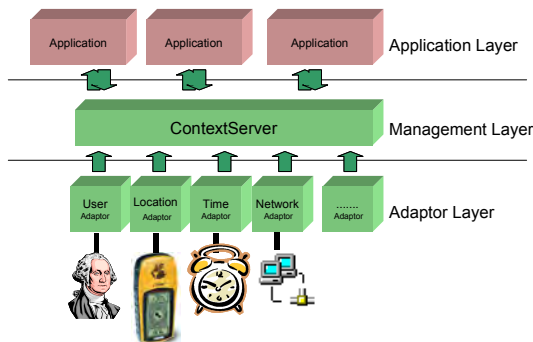 Application
Application
Application
Application Layer
ContextServer
Management Layer
User
Adaptor
Location
Adaptor
Time
Adaptor
Network
Adaptor
.......
Adaptor
Adaptor Layer